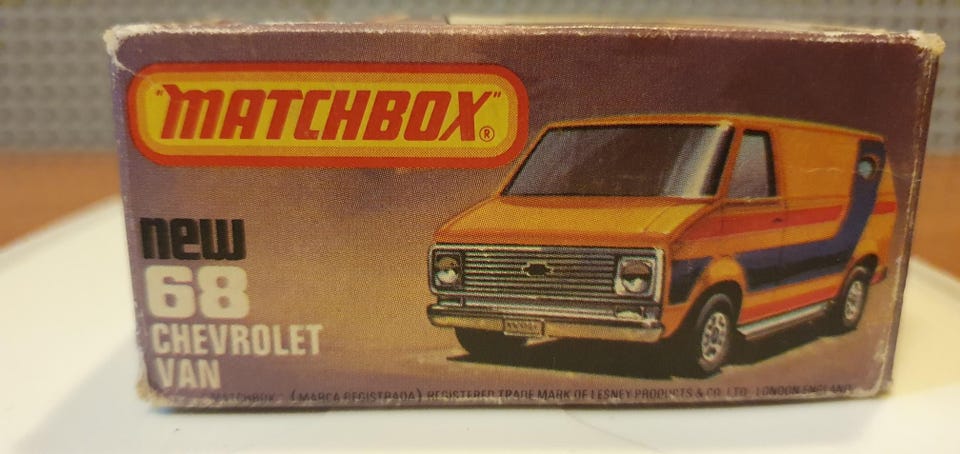 "MATCHBOX"®
new
68
CHEVROLET
VAN
MATCHBOX (MARCA REGISTRADA) REGISTERED TRADE MARK OF LESNEY PRODUCTS & CO. LTD. LONDON ENGLAND